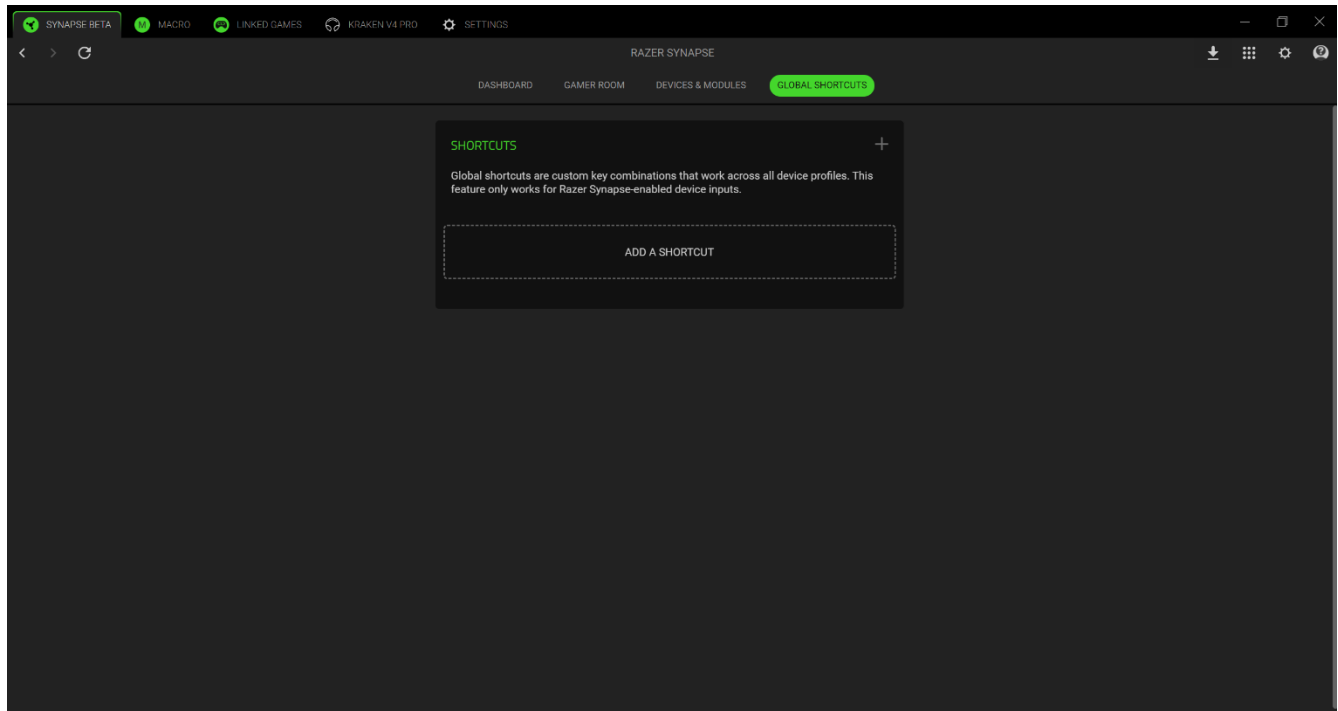 SYNAPSE BETA M MACRO LINKED GAMES KRAKEN V4 PRO SETTINGS
RAZER SYNAPSE
DASHBOARD GAMER ROOM DEVICES & MODULES GLOBAL SHORTCUTS
SHORTCUTS
Global shortcuts are custom key combinations that work across all device profiles. This
feature only works for Razer Synapse-enabled device inputs.
ADD A SHORTCUT